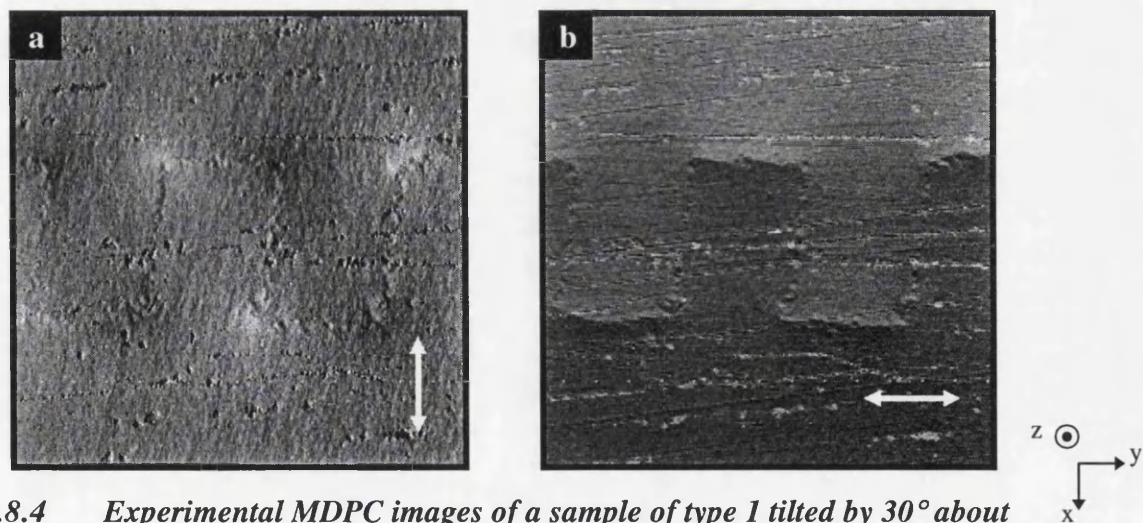 a
b
z
y
x
.8.4 Experimental MDPC images of a sample of type 1 tilted by 30° about